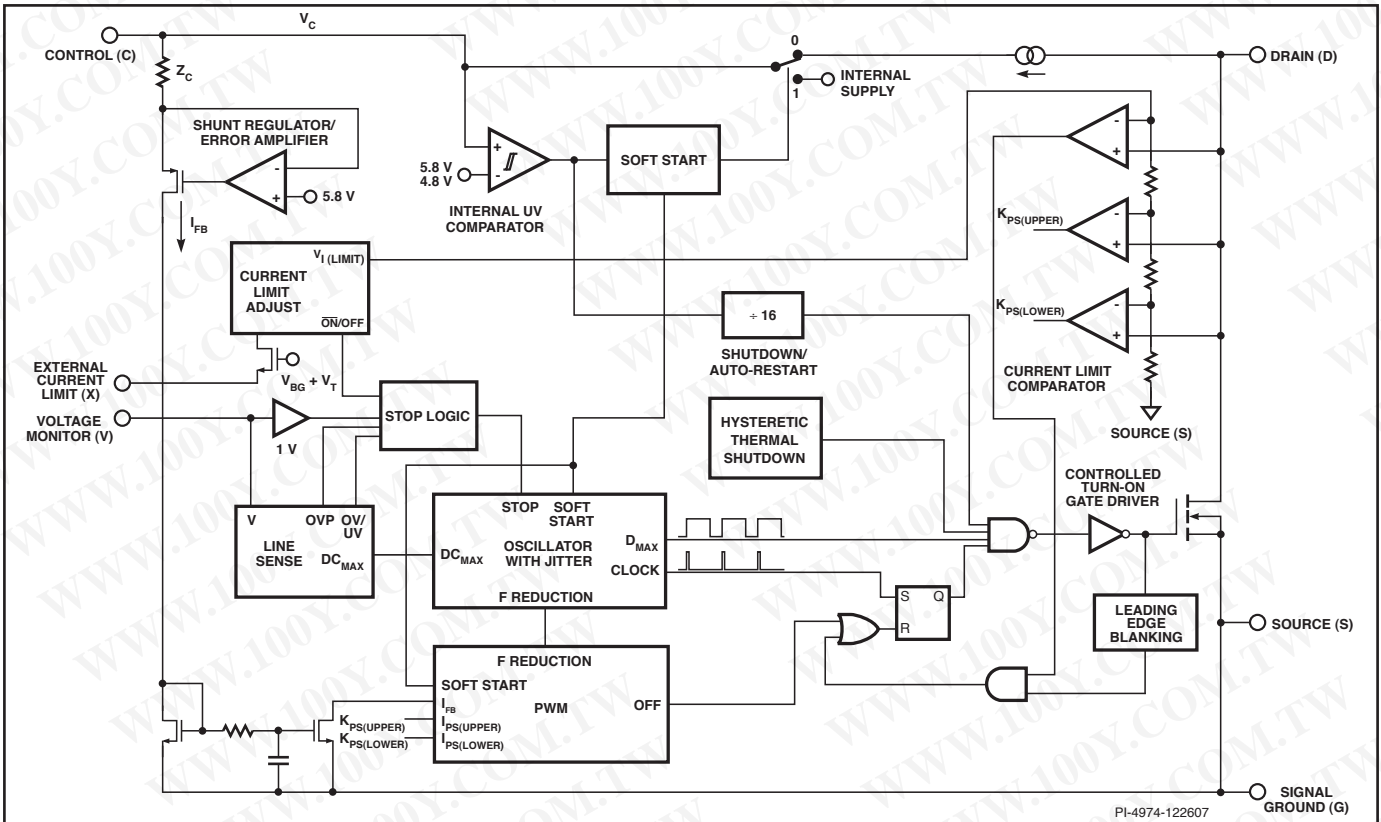 V_C
CONTROL (C)
Z_C
0
1
INTERNAL
SUPPLY
DRAIN (D)
SHUNT REGULATOR/
ERROR AMPLIFIER
-
+
5.8 V
I_FB
+
-
5.8 V
4.8 V
INTERNAL UV
COMPARATOR
SOFT START
-
+
K_PS(UPPER)
-
+
K_PS(LOWER)
-
+
CURRENT LIMIT
COMPARATOR
SOURCE (S)
V_I (LIMIT)
CURRENT
LIMIT
ADJUST
ON/OFF
÷ 16
SHUTDOWN/
AUTO-RESTART
EXTERNAL
CURRENT
LIMIT (X)
V_BG + V_T
VOLTAGE
MONITOR (V)
1 V
STOP LOGIC
HYSTERETIC
THERMAL
SHUTDOWN
CONTROLLED
TURN-ON
GATE DRIVER
V
OVP
OV/
UV
LINE
SENSE
DC_MAX
STOP
SOFT
START
DC_MAX
OSCILLATOR
WITH JITTER
D_MAX
CLOCK
F REDUCTION
S
Q
R
LEADING
EDGE
BLANKING
SOURCE (S)
F REDUCTION
SOFT START
I_FB
PWM
OFF
K_PS(UPPER)
I_PS(UPPER)
K_PS(LOWER)
I_PS(LOWER)
SIGNAL
GROUND (G)
PI-4974-122607
WWW.100Y.COM.TW